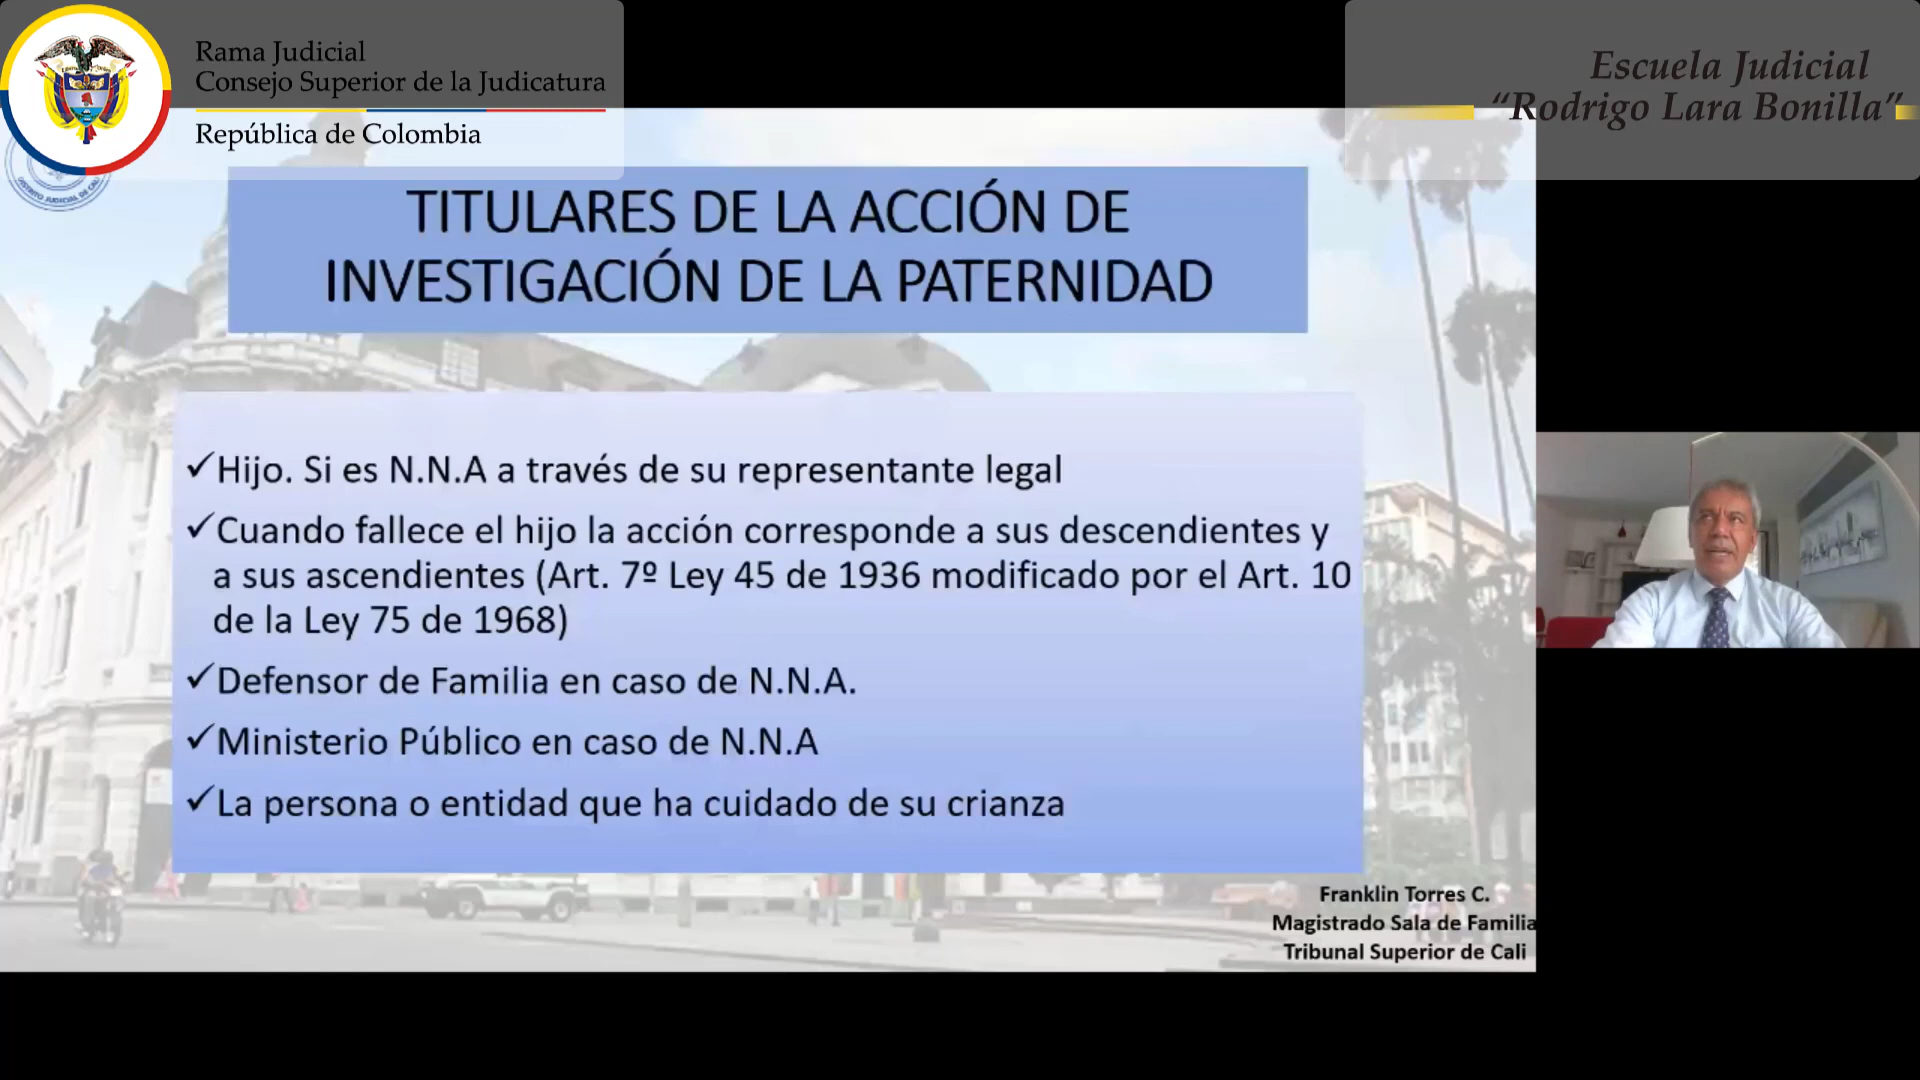 Rama Judicial
Consejo Superior de la Judicatura
República de Colombia
Escuela Judicial
“Rodrigo Lara Bonilla”
DISTRITO JUDICIAL DE CALI
TITULARES DE LA ACCIÓN DE
INVESTIGACIÓN DE LA PATERNIDAD
✓Hijo. Si es N.N.A a través de su representante legal
✓Cuando fallece el hijo la acción corresponde a sus descendientes y
a sus ascendientes (Art. 7º Ley 45 de 1936 modificado por el Art. 10
de la Ley 75 de 1968)
✓Defensor de Familia en caso de N.N.A.
✓Ministerio Público en caso de N.N.A
✓La persona o entidad que ha cuidado de su crianza
Franklin Torres C.
Magistrado Sala de Familia
Tribunal Superior de Cali